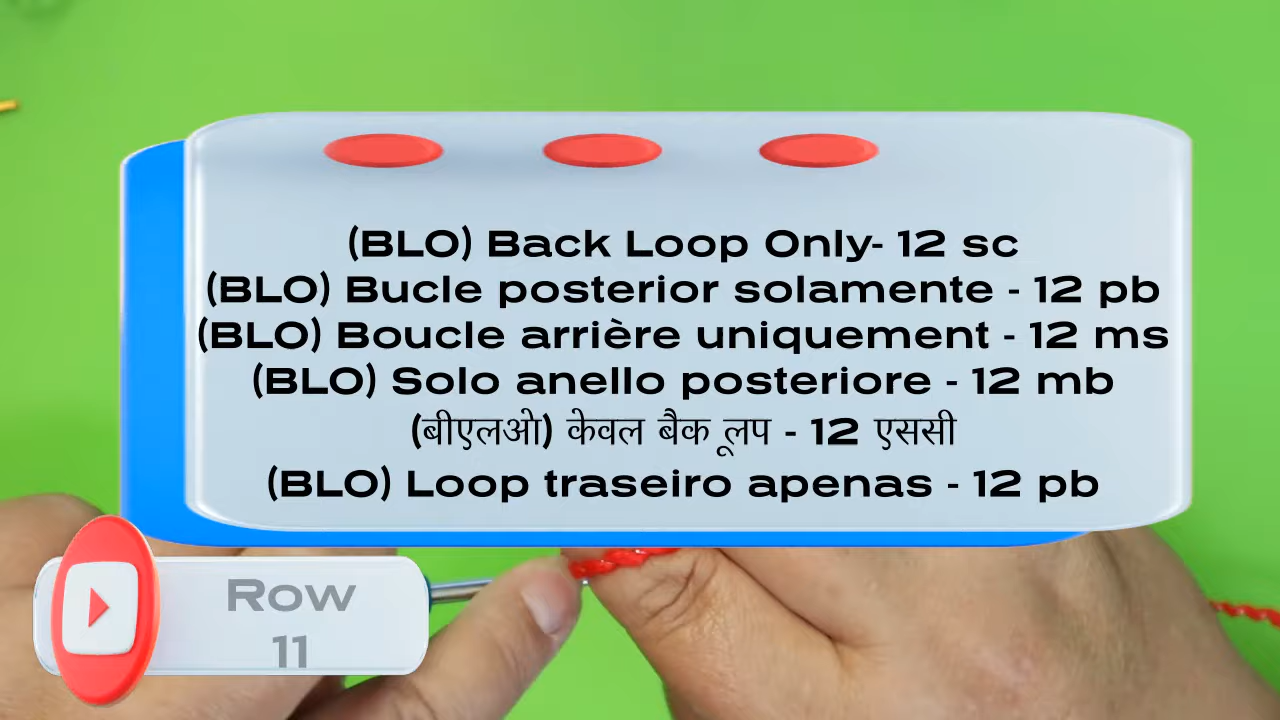 (BLO) Back Loop Only- 12 sc
(BLO) Bucle posterior solamente - 12 pb
(BLO) Boucle arrière uniquement - 12 ms
(BLO) Solo anello posteriore - 12 mb
(बीएलओ) केवल बैक लूप - 12 एससी
(BLO) Loop traseiro apenas - 12 pb
Row
11